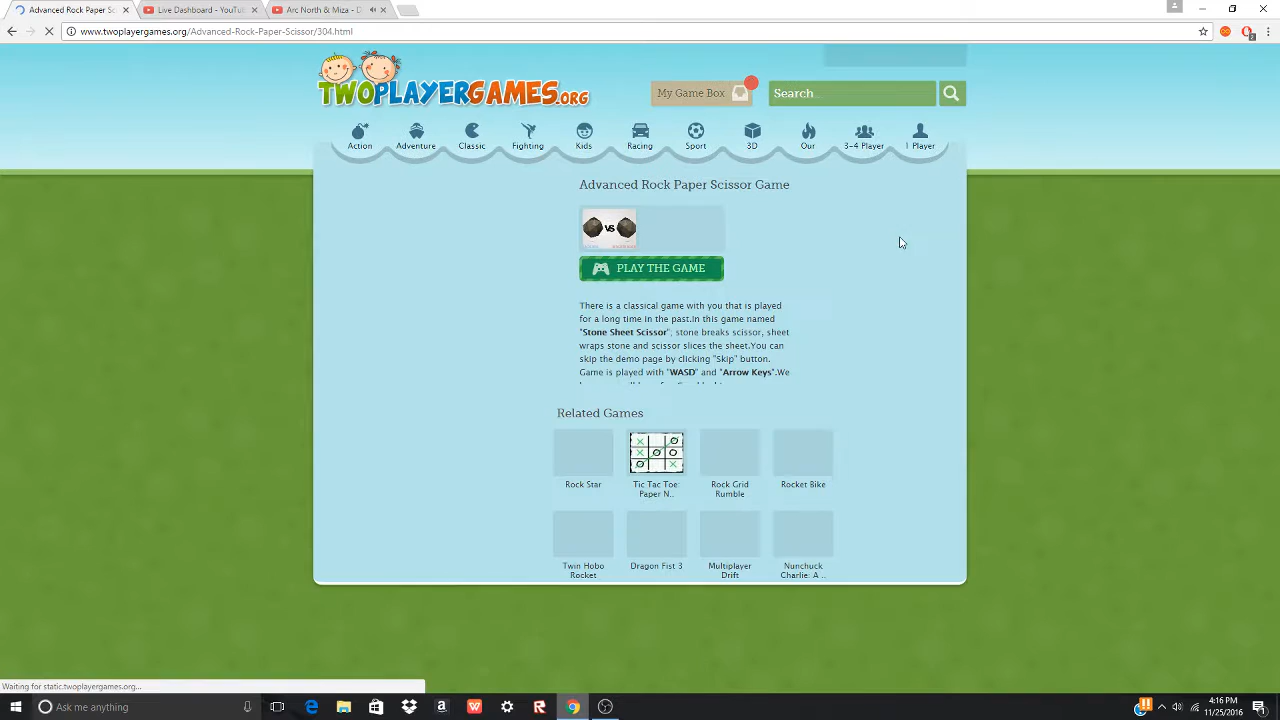 Advanced Rock Paper Sc
Live Dashboard - YouTu
Arc North & Miza - D
www.twoplayergames.org/Advanced-Rock-Paper-Scissor/304.html
TWOPLAYERGAMES.ORG
My Game Box
Search...
Action
Adventure
Classic
Fighting
Kids
Racing
Sport
3D
Our
3-4 Player
1 Player
Advanced Rock Paper Scissor Game
VS
PLAY THE GAME
There is a classical game with you that is played
for a long time in the past.In this game named
"Stone Sheet Scissor", stone breaks scissor, sheet
wraps stone and scissor slices the sheet.You can
skip the demo page by clicking "Skip" button.
Game is played with "WASD" and "Arrow Keys".We
Related Games
Rock Star
Tic Tac Toe:
Paper N..
Rock Grid
Rumble
Rocket Bike
Twin Hobo
Rocket
Dragon Fist 3
Multiplayer
Drift
Nunchuck
Charlie: A ..
Waiting for static.twoplayergames.org...
Ask me anything
4:16 PM
11/25/2016